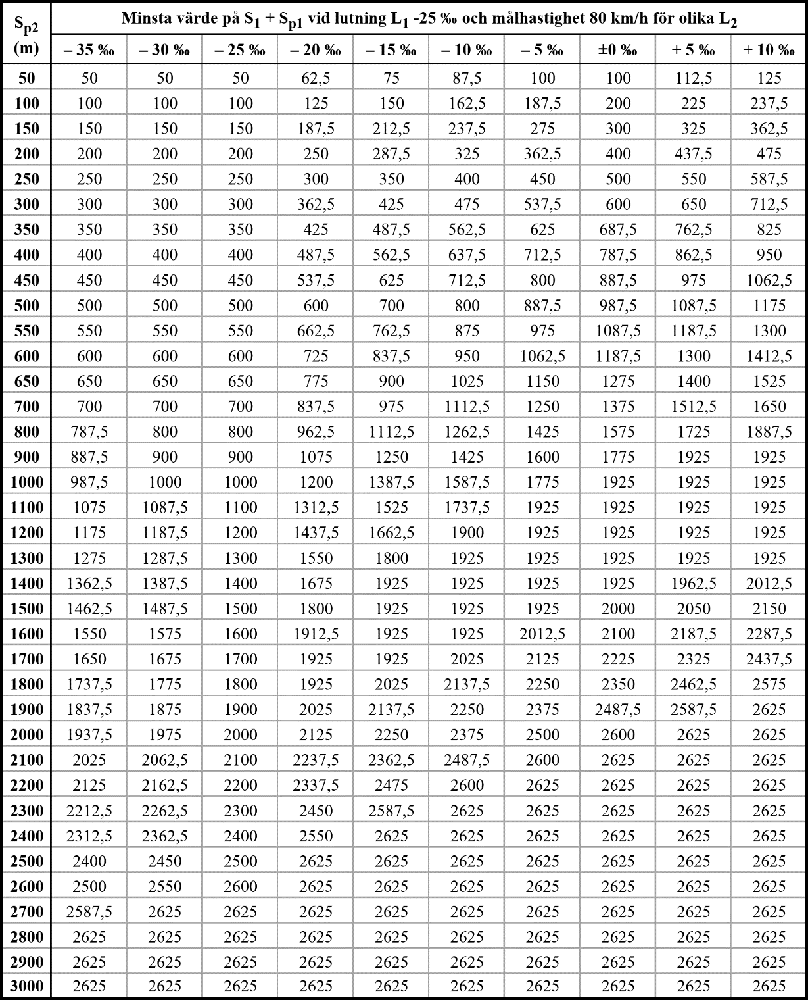 S_p2 (m) Minsta värde på S_1 + S_p1 vid lutning L_1 -25 ‰ och målhastighet 80 km/h för olika L_2
– 35 ‰ – 30 ‰ – 25 ‰ – 20 ‰ – 15 ‰ – 10 ‰ – 5 ‰ ±0 ‰ + 5 ‰ + 10 ‰
50 50 50 50 62,5 75 87,5 100 100 112,5 125
100 100 100 100 125 150 162,5 187,5 200 225 237,5
150 150 150 150 187,5 212,5 237,5 275 300 325 362,5
200 200 200 200 250 287,5 325 362,5 400 437,5 475
250 250 250 250 300 350 400 450 500 550 587,5
300 300 300 300 362,5 425 475 537,5 600 650 712,5
350 350 350 350 425 487,5 562,5 625 687,5 762,5 825
400 400 400 400 487,5 562,5 637,5 712,5 787,5 862,5 950
450 450 450 450 537,5 625 712,5 800 887,5 975 1062,5
500 500 500 500 600 700 800 887,5 987,5 1087,5 1175
550 550 550 550 662,5 762,5 875 975 1087,5 1187,5 1300
600 600 600 600 725 837,5 950 1062,5 1187,5 1300 1412,5
650 650 650 650 775 900 1025 1150 1275 1400 1525
700 700 700 700 837,5 975 1112,5 1250 1375 1512,5 1650
800 787,5 800 800 962,5 1112,5 1262,5 1425 1575 1725 1887,5
900 887,5 900 900 1075 1250 1425 1600 1775 1925 1925
1000 987,5 1000 1000 1200 1387,5 1587,5 1775 1925 1925 1925
1100 1075 1087,5 1100 1312,5 1525 1737,5 1925 1925 1925 1925
1200 1175 1187,5 1200 1437,5 1662,5 1900 1925 1925 1925 1925
1300 1275 1287,5 1300 1550 1800 1925 1925 1925 1925 1925
1400 1362,5 1387,5 1400 1675 1925 1925 1925 1925 1962,5 2012,5
1500 1462,5 1487,5 1500 1800 1925 1925 1925 2000 2050 2150
1600 1550 1575 1600 1912,5 1925 1925 2012,5 2100 2187,5 2287,5
1700 1650 1675 1700 1925 1925 2025 2125 2225 2325 2437,5
1800 1737,5 1775 1800 1925 2025 2137,5 2250 2350 2462,5 2575
1900 1837,5 1875 1900 2025 2137,5 2250 2375 2487,5 2587,5 2625
2000 1937,5 1975 2000 2125 2250 2375 2500 2600 2625 2625
2100 2025 2062,5 2100 2237,5 2362,5 2487,5 2600 2625 2625 2625
2200 2125 2162,5 2200 2337,5 2475 2600 2625 2625 2625 2625
2300 2212,5 2262,5 2300 2450 2587,5 2625 2625 2625 2625 2625
2400 2312,5 2362,5 2400 2550 2625 2625 2625 2625 2625 2625
2500 2400 2450 2500 2625 2625 2625 2625 2625 2625 2625
2600 2500 2550 2600 2625 2625 2625 2625 2625 2625 2625
2700 2587,5 2625 2625 2625 2625 2625 2625 2625 2625 2625
2800 2625 2625 2625 2625 2625 2625 2625 2625 2625 2625
2900 2625 2625 2625 2625 2625 2625 2625 2625 2625 2625
3000 2625 2625 2625 2625 2625 2625 2625 2625 2625 2625